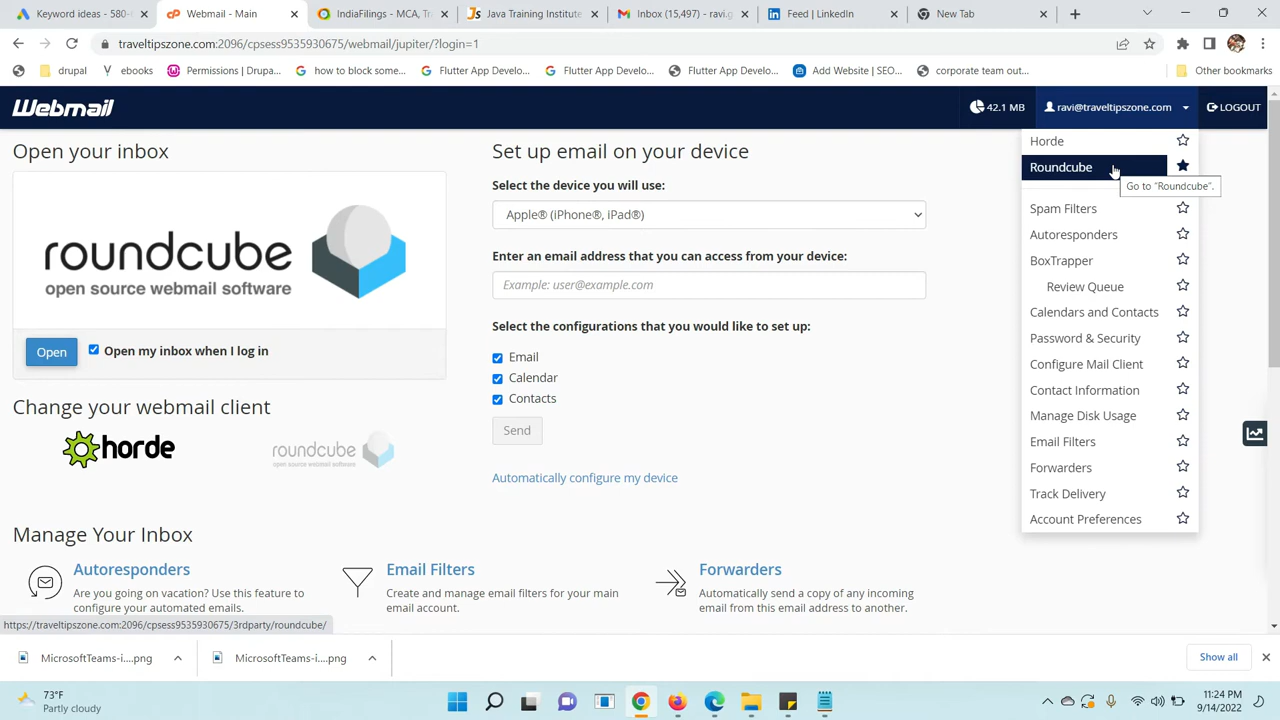 Keyword ideas - 580-
Webmail - Main
IndiaFilings - MCA, T
Java Training Institute
Inbox (15,497) - ravi.g
Feed | LinkedIn
New Tab
traveltipszone.com:2096/cpsess9535930675/webmail/jupiter/?login=1
drupal
ebooks
Permissions | Drupa...
how to block some...
Flutter App Develo...
Flutter App Develo...
Flutter App Develo...
Add Website | SEO...
corporate team out...
Other bookmarks
Webmail
42.1 MB
ravi@traveltipszone.com
LOGOUT
Open your inbox
roundcube
open source webmail software
Open
Open my inbox when I log in
Change your webmail client
horde
roundcube
open source webmail software
Set up email on your device
Select the device you will use:
Apple® (iPhone®, iPad®)
Enter an email address that you can access from your device:
Example: user@example.com
Select the configurations that you would like to set up:
Email
Calendar
Contacts
Send
Automatically configure my device
Horde
Roundcube
Go to “Roundcube”.
Spam Filters
Autoresponders
BoxTrapper
Review Queue
Calendars and Contacts
Password & Security
Configure Mail Client
Contact Information
Manage Disk Usage
Email Filters
Forwarders
Track Delivery
Account Preferences
Manage Your Inbox
Autoresponders
Are you going on vacation? Use this feature to
configure your automated emails.
Email Filters
Create and manage email filters for your main
email account.
Forwarders
Automatically send a copy of any incoming
email from this email address to another.
https://traveltipszone.com:2096/cpsess9535930675/3rdparty/roundcube/
MicrosoftTeams-i....png
MicrosoftTeams-i....png
Show all
73°F
Partly cloudy
11:24 PM
9/14/2022